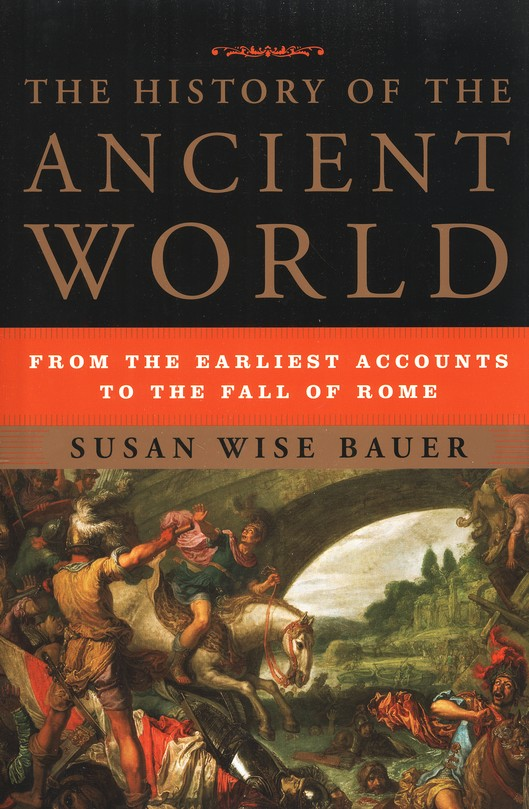 THE HISTORY OF THE
ANCIENT
WORLD
FROM THE EARLIEST ACCOUNTS
TO THE FALL OF ROME
SUSAN WISE BAUER